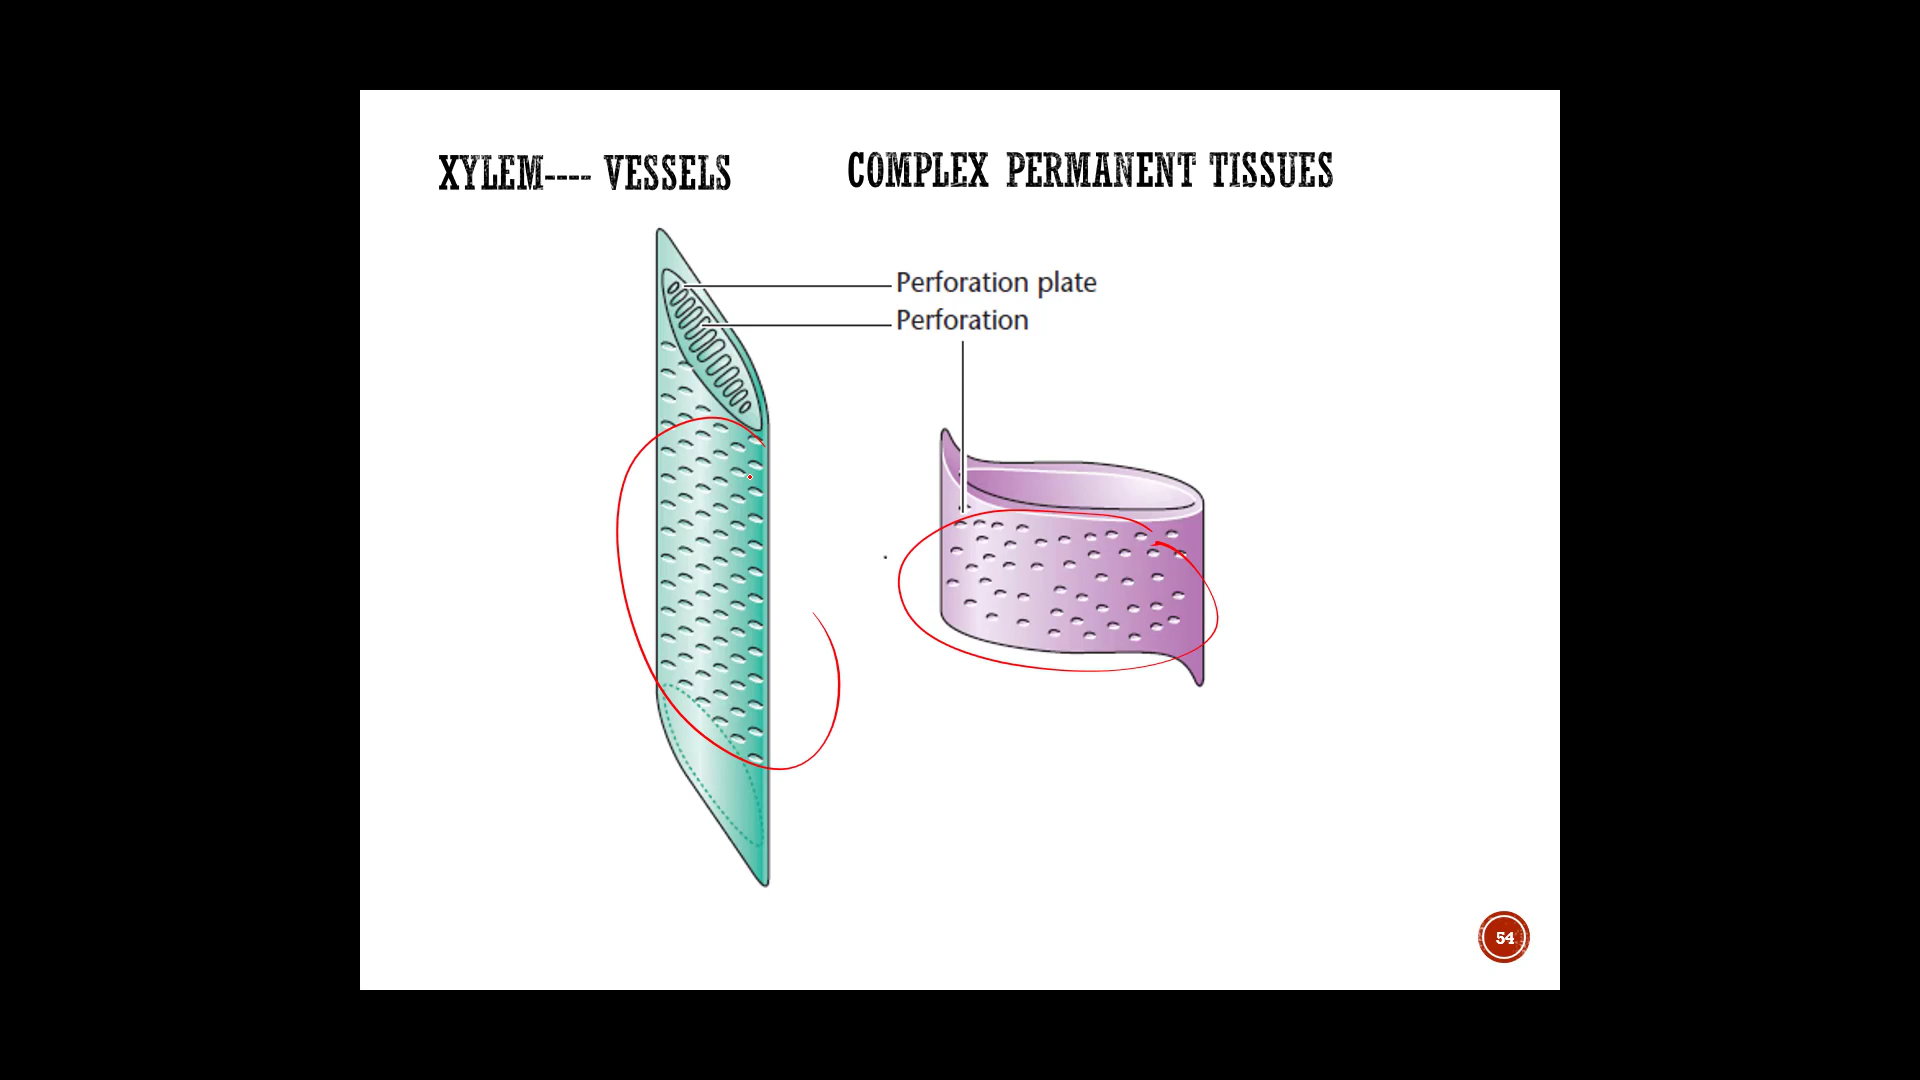 XYLEM---- VESSELS
COMPLEX PERMANENT TISSUES
Perforation plate
Perforation
54